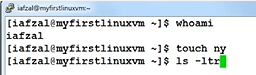 iafzal@myfirstlinuxvm:~
[iafzal@myfirstlinuxvm ~]$ whoami
iafzal
[iafzal@myfirstlinuxvm ~]$ touch ny
[iafzal@myfirstlinuxvm ~]$ ls -ltr